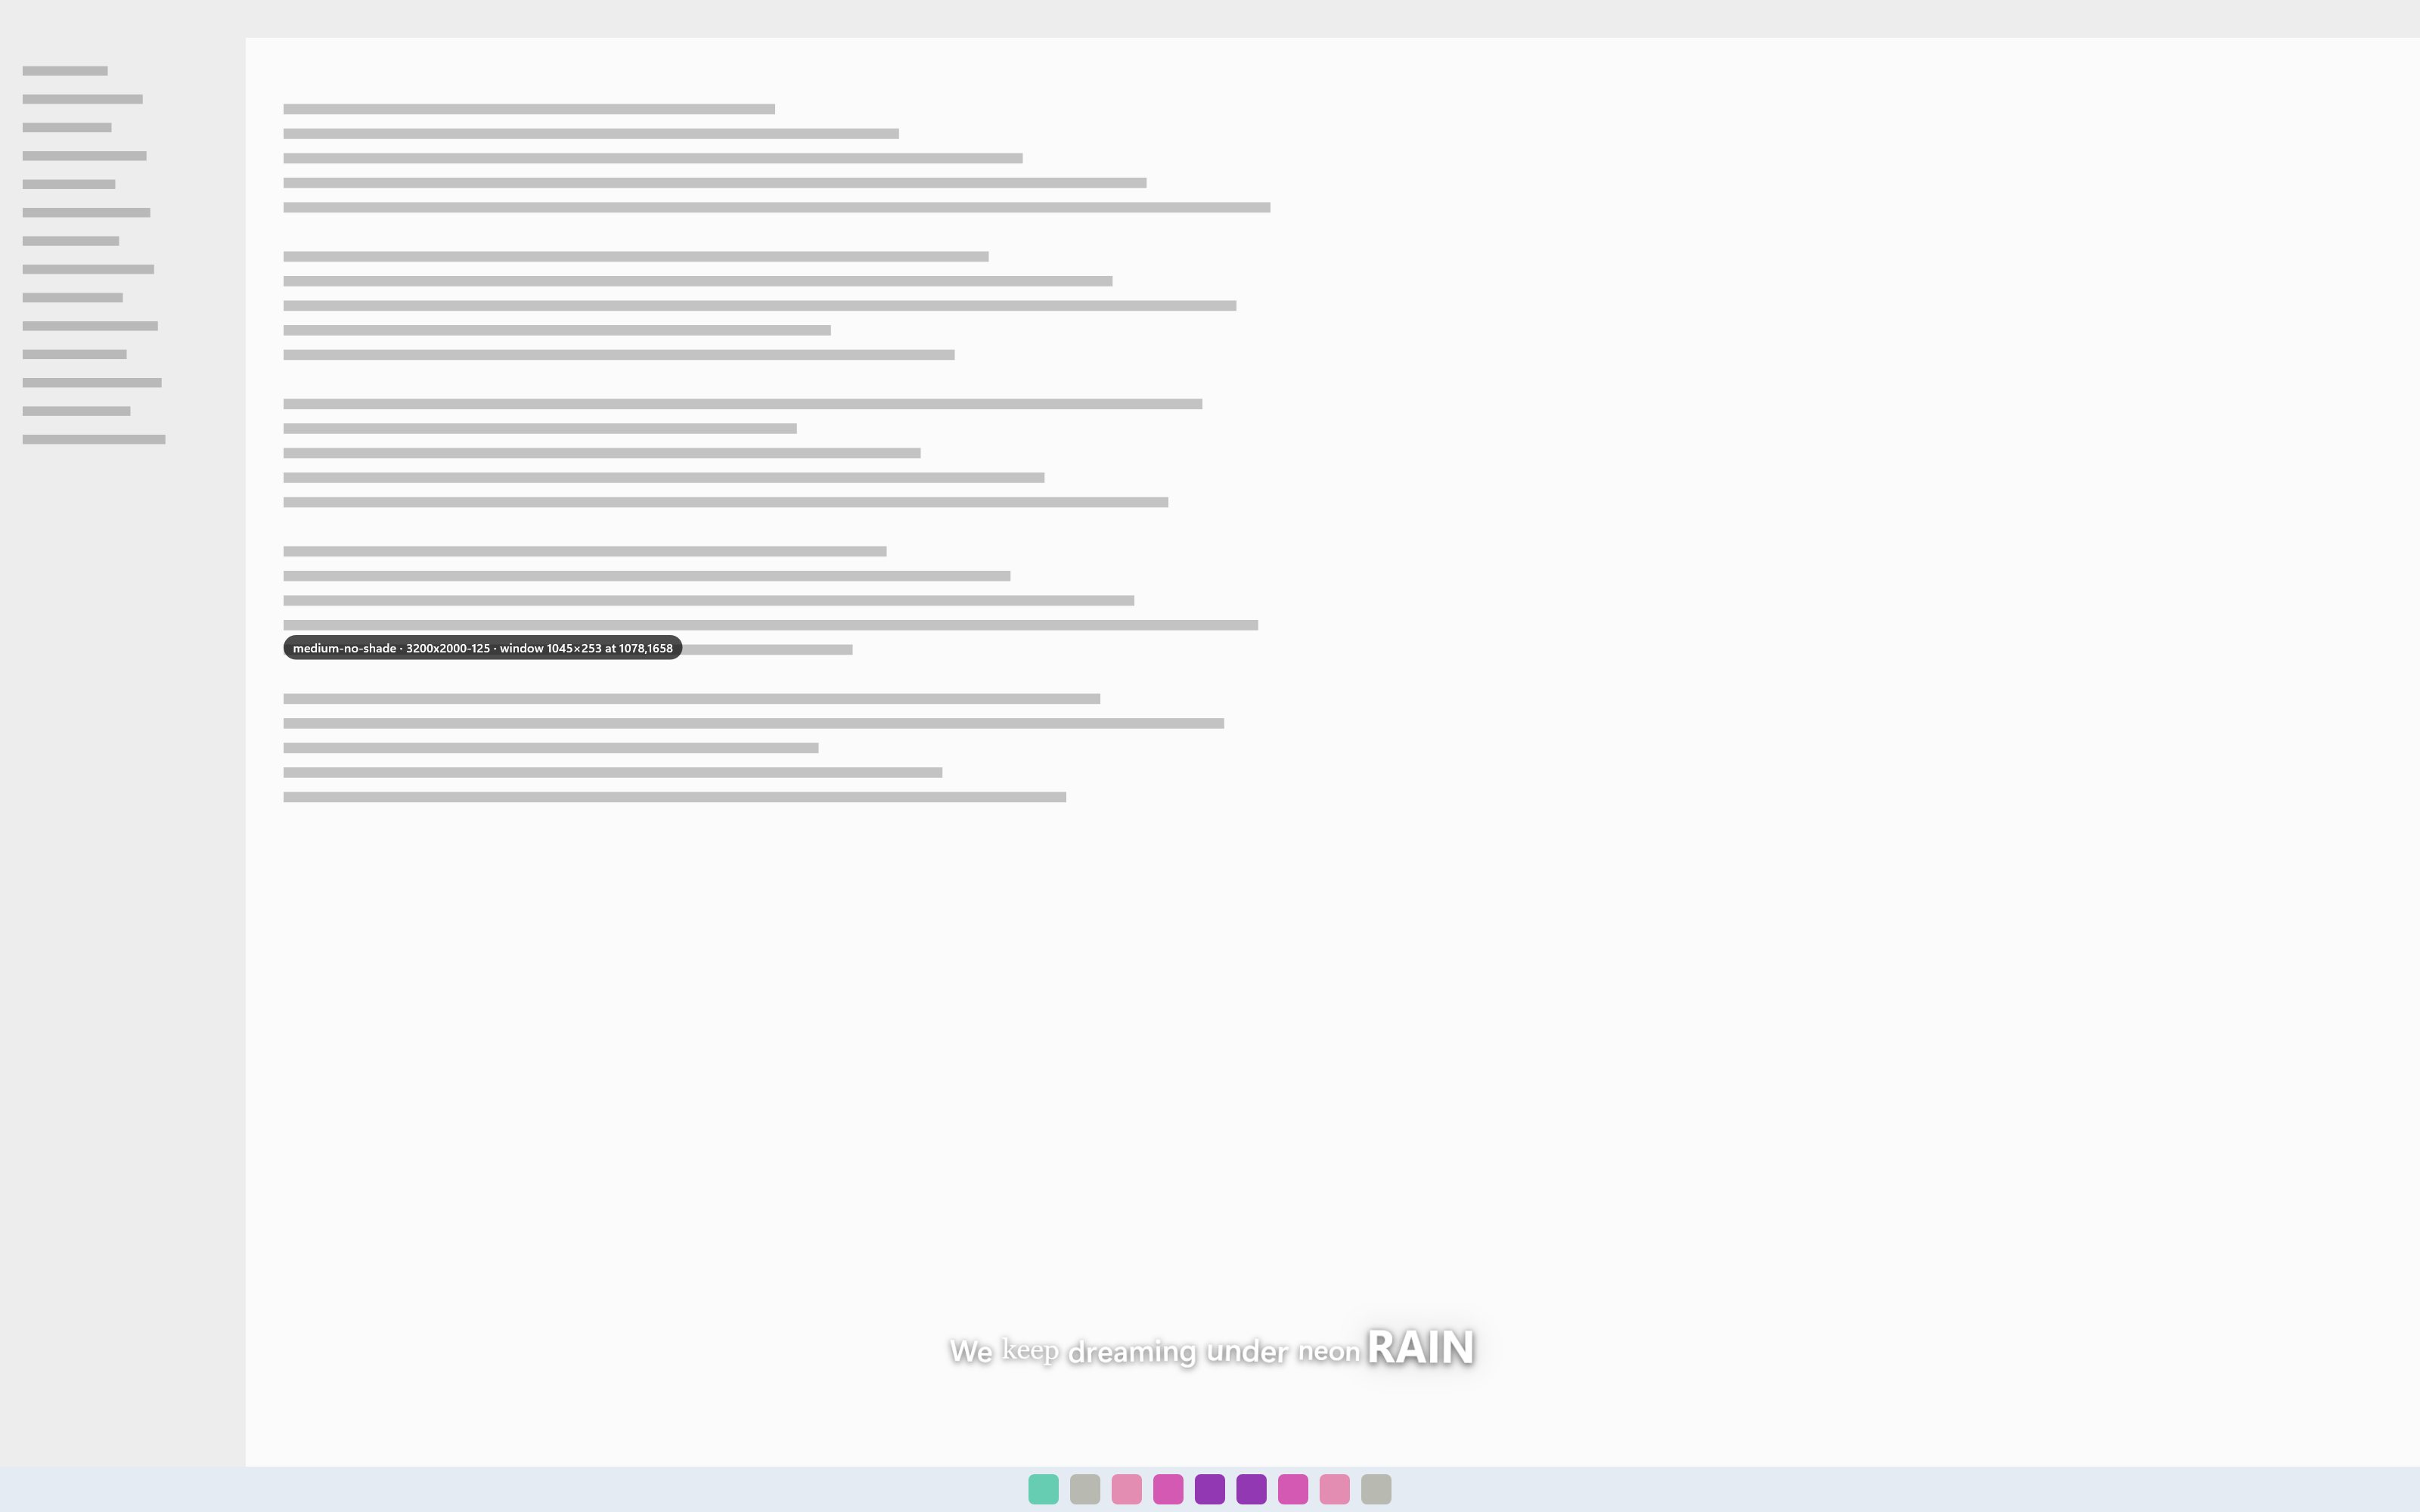 medium-no-shade · 3200x2000-125 · window 1045×253 at 1078,1658
We keep dreaming under neon RAIN